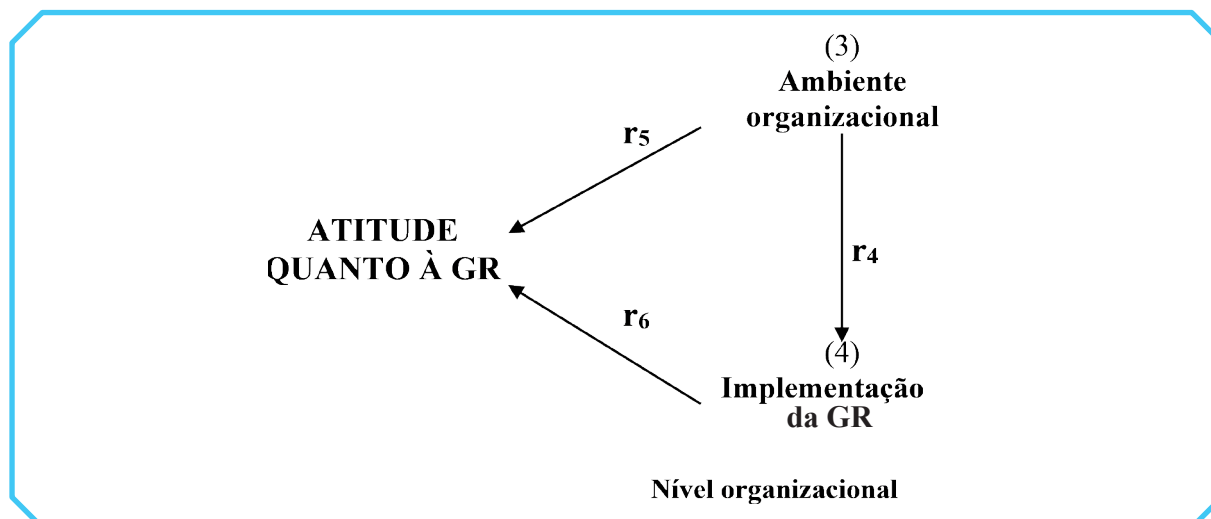 (3)
Ambiente
organizacional
r5
ATITUDE
QUANTO À GR
r4
r6
(4)
Implementação
da GR
Nível organizacional